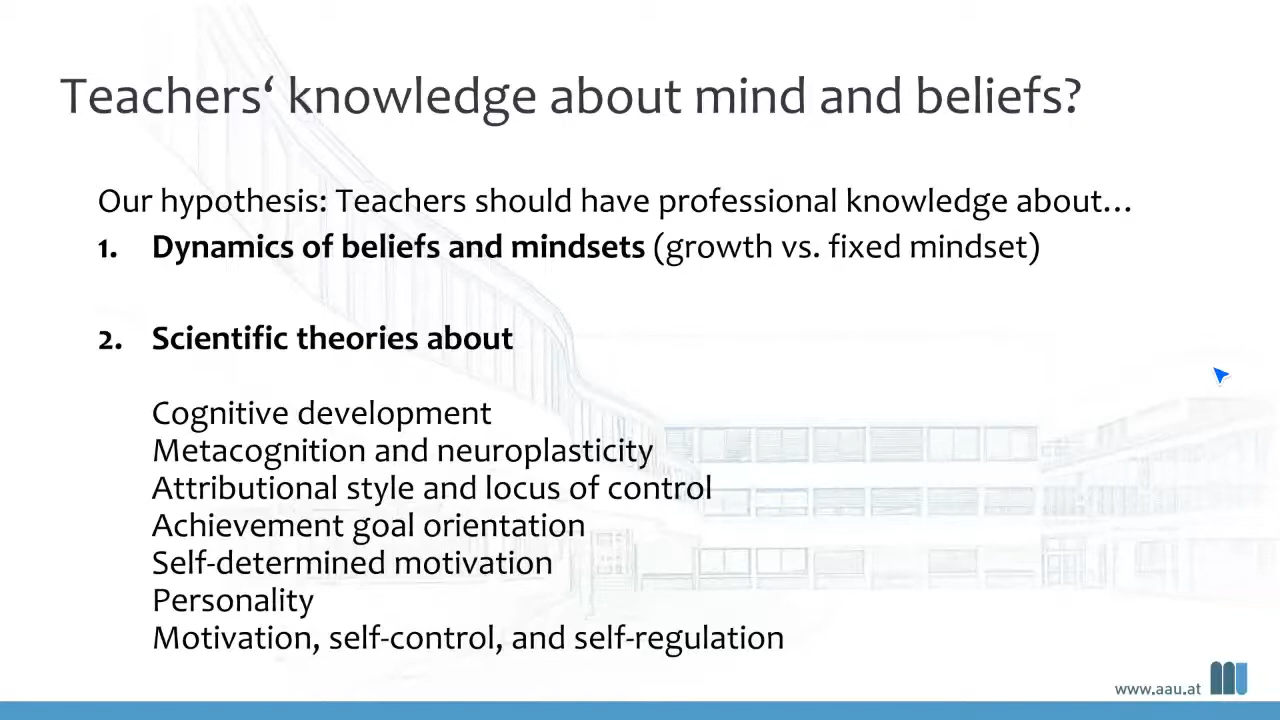 Teachers‘ knowledge about mind and beliefs?
Our hypothesis: Teachers should have professional knowledge about…
1. Dynamics of beliefs and mindsets (growth vs. fixed mindset)
2. Scientific theories about
Cognitive development
Metacognition and neuroplasticity
Attributional style and locus of control
Achievement goal orientation
Self-determined motivation
Personality
Motivation, self-control, and self-regulation
www.aau.at